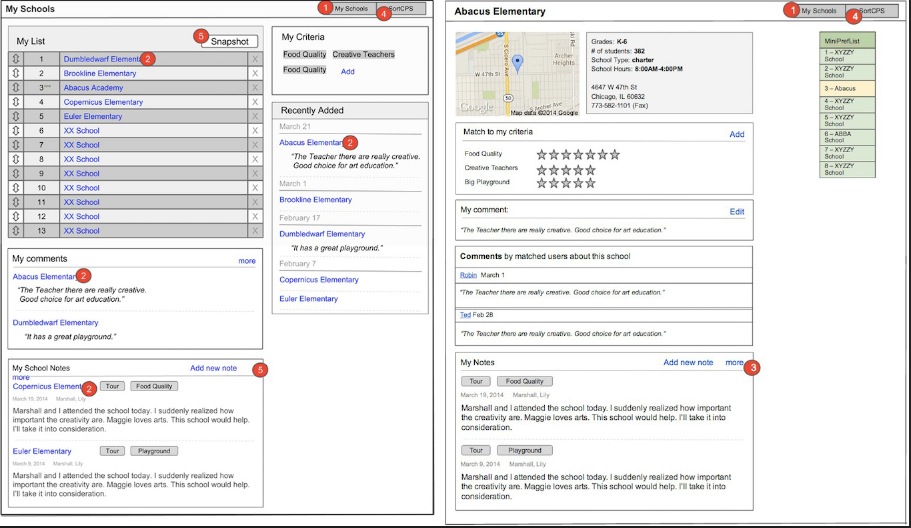 My Schools
1 My Schools
4 SortCPS
My List
5 Snapshot
1 Dumbledwarf Elementa 2 X
2 Brookline Elementary X
3 Abacus Academy X
4 Copernicus Elementary X
5 Euler Elementary X
6 XX School X
7 XX School X
8 XX School X
9 XX School X
10 XX School X
11 XX School X
12 XX School X
13 XX School X
My comments more
Abacus Elementar 2
"The Teacher there are really creative.
Good choice for art education."
Dumbledwarf Elementary
"It has a great playground."
My School Notes Add new note 5
more
Copernicus Element 2 Tour Food Quality
March 19, 2014 Marshall, Lily
Marshall and I attended the school today. I suddenly realized how
important the creativity are. Maggie loves arts. This school would help.
I'll take it into consideration.
Euler Elementary Tour Playground
March 9, 2014 Marshall, Lily
Marshall and I attended the school today. I suddenly realized how
important the creativity are. Maggie loves arts. This school would help. I'll take it into
consideration.
My Criteria
Food Quality Creative Teachers
Food Quality Add
Recently Added
March 21
Abacus Elementar 2
"The Teacher there are really creative.
Good choice for art education."
March 1
Brookline Elementary
February 17
Dumbledwarf Elementary
"It has a great playground."
February 7
Copernicus Elementary
Euler Elementary
Abacus Elementary
1 My Schools
4 SortCPS
W 47th St
S Cicero Ave
Archer
Heights
50
W 47th St
S Archer Ave
Google
Map data ©2014 Google
Grades: K-6
# of students: 382
School Type: charter
School Hours: 8:00AM-4:00PM
4647 W 47th St
Chicago, IL 60632
773-582-1101 (Fax)
Match to my criteria Add
Food Quality
Creative Teachers
Big Playground
My comment: Edit
"The Teacher there are really creative. Good choice for art education."
Comments by matched users about this school
Robin March 1
"The Teacher there are really creative. Good choice for art education."
Ted Feb 28
"The Teacher there are really creative. Good choice for art education."
My Notes Add new note more 3
Tour Food Quality
March 19, 2014 Marshall, Lily
Marshall and I attended the school today. I suddenly realized how important
the creativity are. Maggie loves arts. This school would help. I'll take it into
consideration.
Tour Playground
March 9, 2014 Marshall, Lily
Marshall and I attended the school today. I suddenly realized how important
the creativity are. Maggie loves arts. This school would help. I'll take it into
consideration.
MiniPrefList
1 – XYZZY
School
2 – XYZZY
School
3 – Abacus
4 – XYZZY
School
5 – XYZZY
School
6 – ABBA
School
7 – XYZZY
School
8 – XYZZY
School